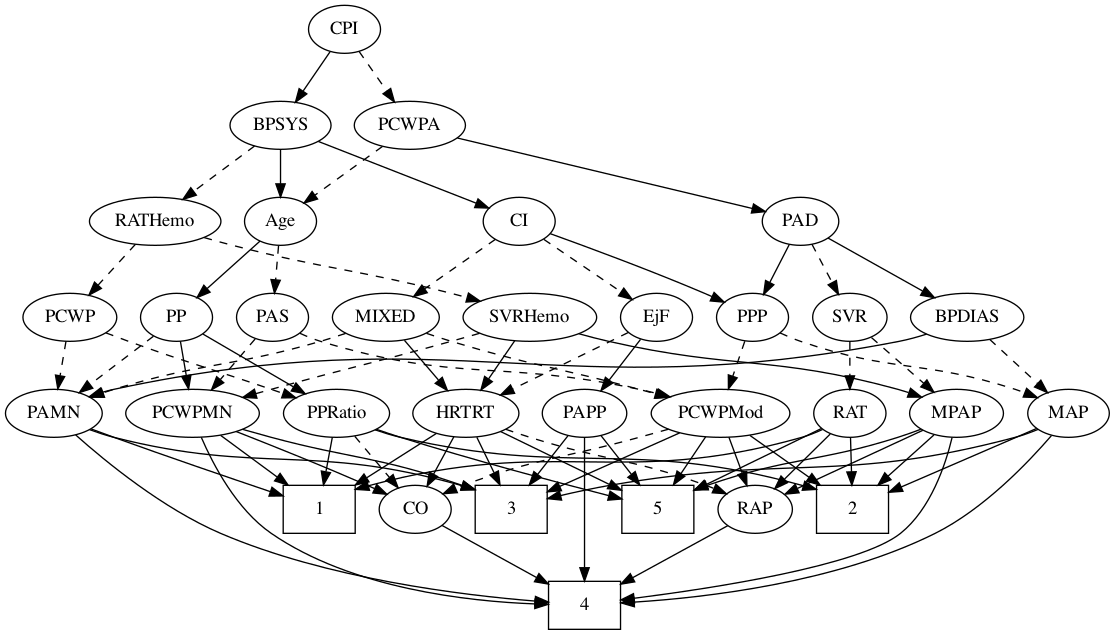 CPI
BPSYS PCWPA
RATHemo Age CI PAD
PCWP PP PAS MIXED SVRHemo EjF PPP SVR BPDIAS
PAMN PCWPMN PPRatio HRTRT PAPP PCWPMod RAT MPAP MAP
1 CO 3 5 RAP 2
4